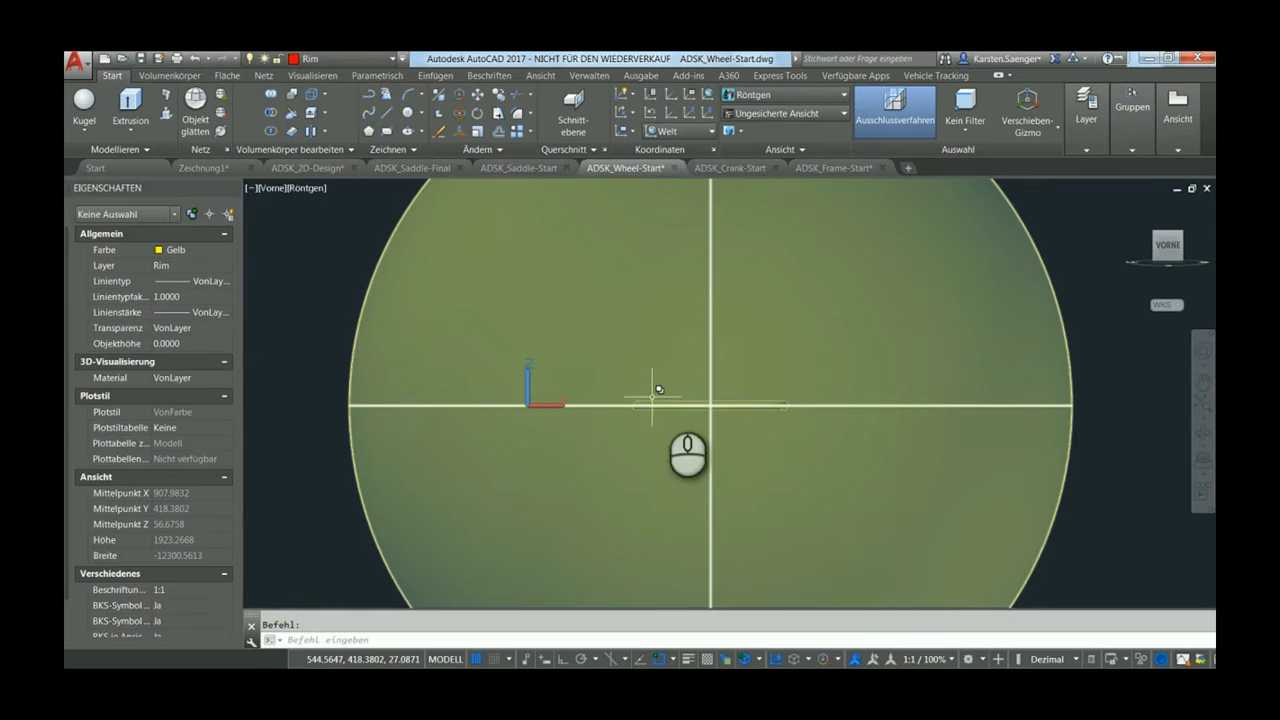 Rim
Autodesk AutoCAD 2017 - NICHT FÜR DEN WIEDERVERKAUF ADSK_Wheel-Start.dwg
Stichwort oder Frage eingeben
Karsten.Saenger...
Start Volumenkörper Fläche Netz Visualisieren Parametrisch Einfügen Beschriften Ansicht Verwalten Ausgabe Add-ins A360 Express Tools Verfügbare Apps Vehicle Tracking
Kugel
Extrusion
Objekt
glätten
Schnitt-
ebene
Welt
Röntgen
Ungesicherte Ansicht
Ausschlussverfahren
Kein Filter
Verschieben-
Gizmo
Layer
Gruppen
Ansicht
Modellieren Netz Volumenkörper bearbeiten Zeichnen Ändern Querschnitt Koordinaten Ansicht Auswahl
Start Zeichnung1* ADSK_2D-Design* ADSK_Saddle-Final ADSK_Saddle-Start ADSK_Wheel-Start* ADSK_Crank-Start ADSK_Frame-Start*
EIGENSCHAFTEN
[−][Vorne][Röntgen]
Keine Auswahl
Allgemein
Farbe Gelb
Layer Rim
Linientyp VonLay...
Linientypfak... 1.0000
Linienstärke VonLay...
Transparenz VonLayer
Objekthöhe 0.0000
3D-Visualisierung
Material VonLayer
Plotstil
Plotstil VonFarbe
Plotstiltabelle Keine
Plottabelle z... Modell
Plottabellen... Nicht verfügbar
Ansicht
Mittelpunkt X 907.9832
Mittelpunkt Y 418.3802
Mittelpunkt Z 56.6758
Höhe 1923.2668
Breite -12300.5613
Verschiedenes
Beschriftun... 1:1
BKS-Symbol ... Ja
BKS-Symbol ... Ja
BKS in Ansic... Ja
VORNE
WKS
Z
Befehl:
Befehl eingeben
544.5647, 418.3802, 27.0871 MODELL
1:1 / 100%
Dezimal